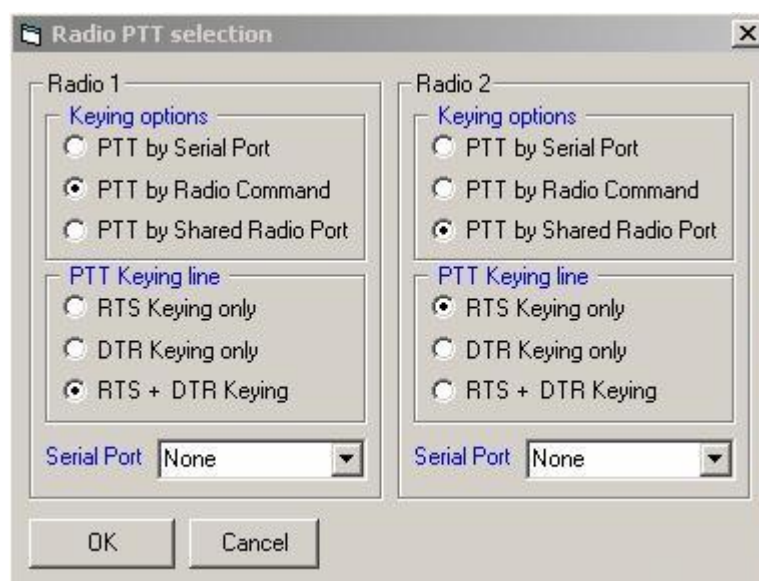 Radio PTT selection
Radio 1
Keying options
PTT by Serial Port
PTT by Radio Command
PTT by Shared Radio Port
PTT Keying line
RTS Keying only
DTR Keying only
RTS + DTR Keying
Serial Port None
Radio 2
Keying options
PTT by Serial Port
PTT by Radio Command
PTT by Shared Radio Port
PTT Keying line
RTS Keying only
DTR Keying only
RTS + DTR Keying
Serial Port None
OK Cancel